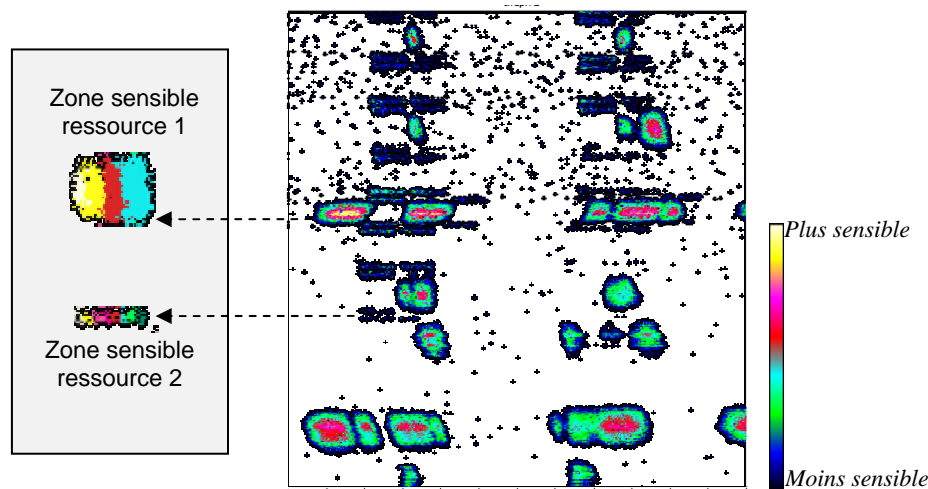 Zone sensible
ressource 1
Zone sensible
ressource 2
Plus sensible
Moins sensible